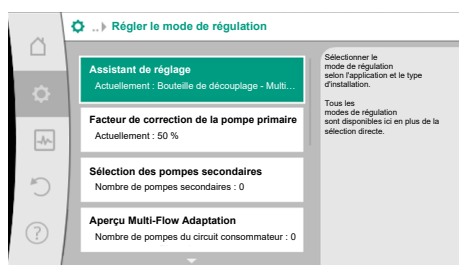 ..▸ Régler le mode de régulation
Assistant de réglage
Actuellement : Bouteille de découplage - Multi...
Facteur de correction de la pompe primaire
Actuellement : 50 %
Sélection des pompes secondaires
Nombre de pompes secondaires : 0
Aperçu Multi-Flow Adaptation
Nombre de pompes du circuit consommateur : 0
Sélectionner le
mode de régulation
selon l'application et le type
d'installation.
Tous les
modes de régulation
sont disponibles ici en plus de la
sélection directe.